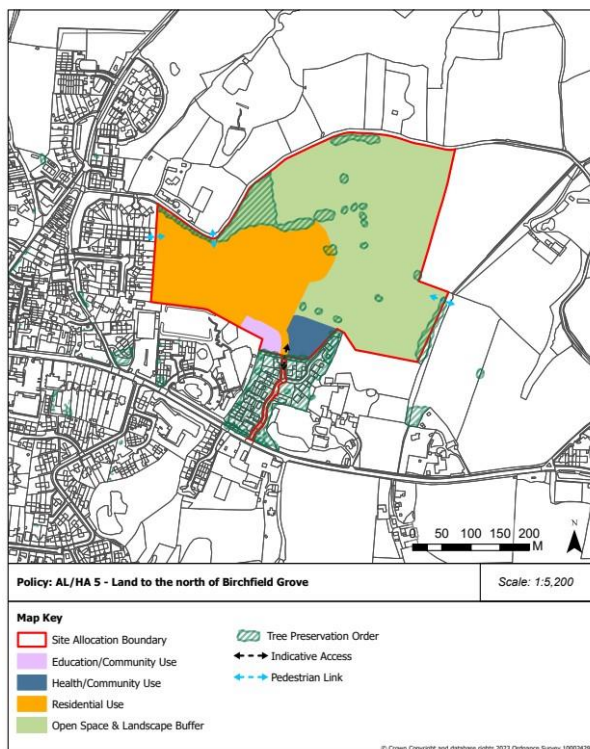 N
0 50 100 150 200
M
Policy: AL/HA 5 - Land to the north of Birchfield Grove
Scale: 1:5,200
Map Key
Site Allocation Boundary
Education/Community Use
Health/Community Use
Residential Use
Open Space & Landscape Buffer
Tree Preservation Order
Indicative Access
Pedestrian Link
© Crown Copyright and database rights 2023 Ordnance Survey